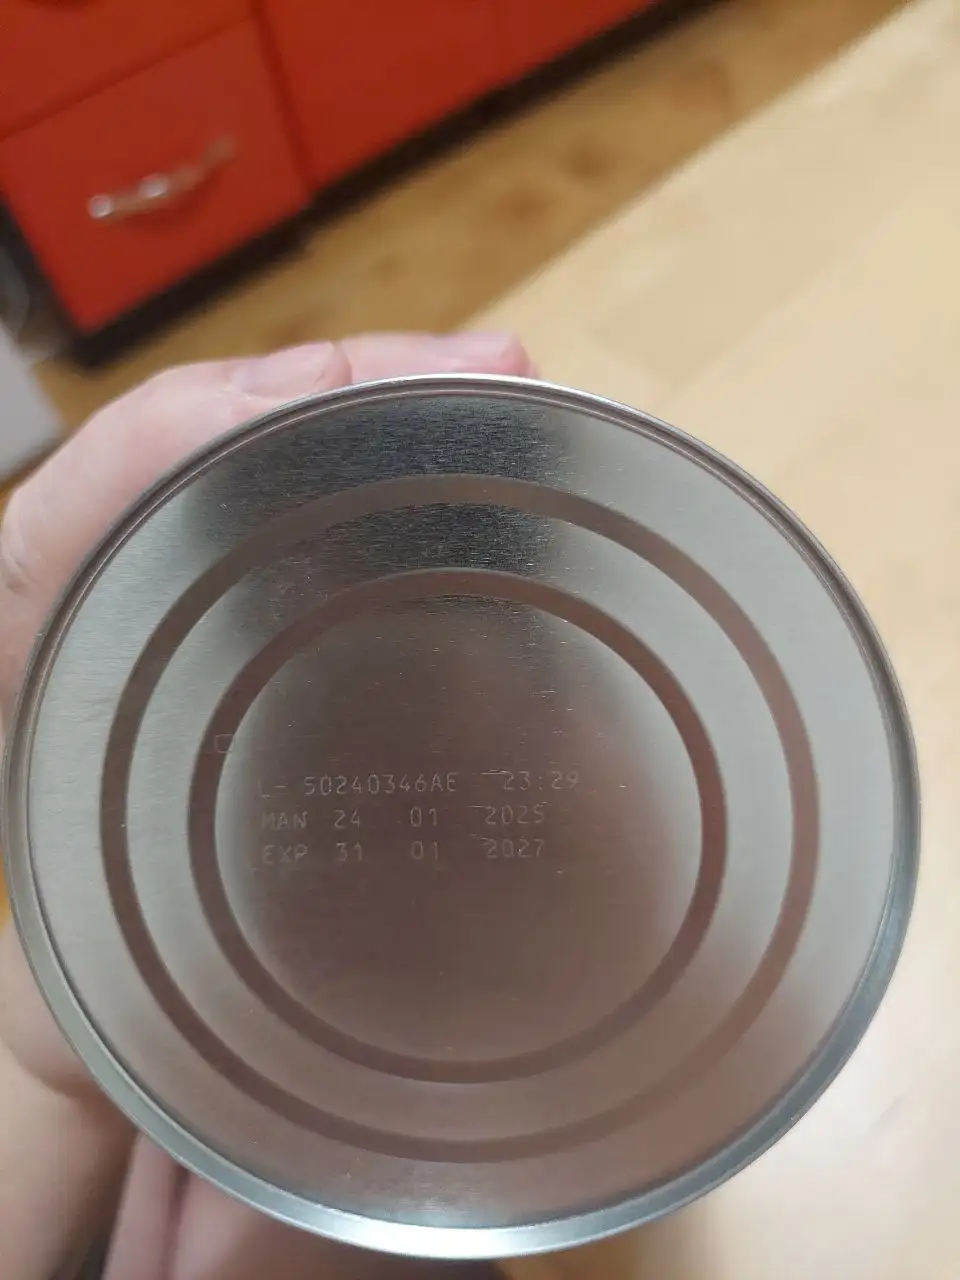 L- 50240346AE 23:29
MAN 24 01 2025
EXP 31 01 2027